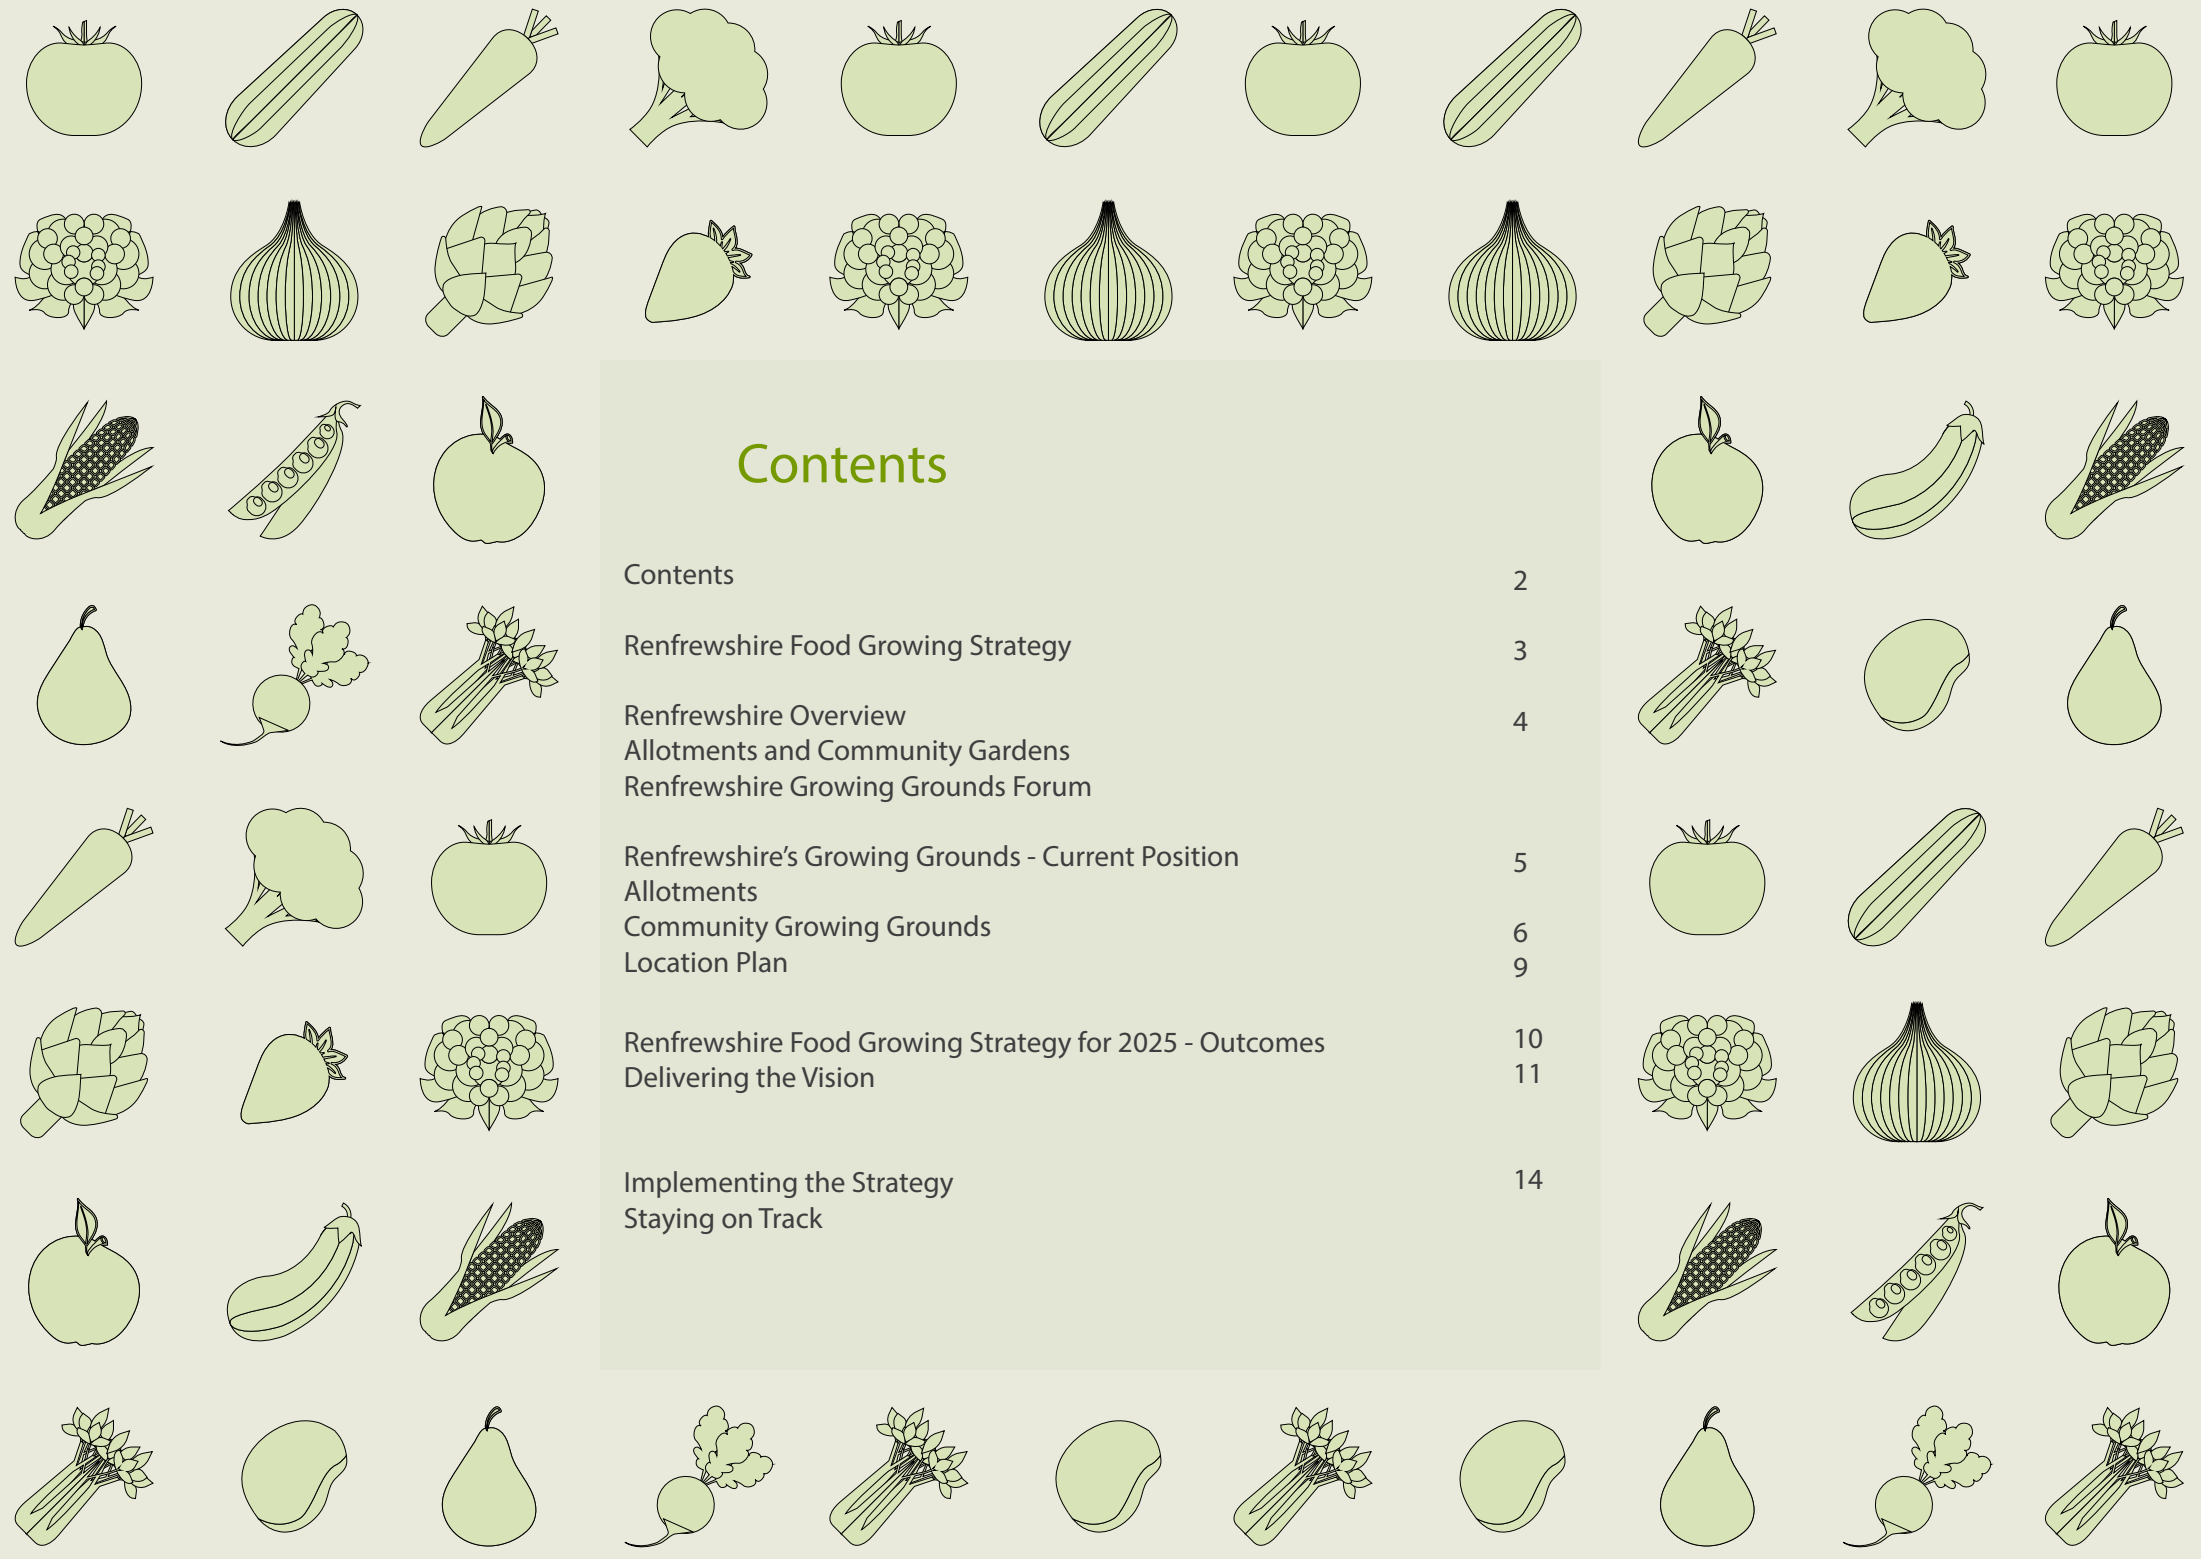 Contents
Contents 2
Renfrewshire Food Growing Strategy 3
Renfrewshire Overview 4
Allotments and Community Gardens
Renfrewshire Growing Grounds Forum
Renfrewshire’s Growing Grounds - Current Position 5
Allotments
Community Growing Grounds 6
Location Plan 9
Renfrewshire Food Growing Strategy for 2025 - Outcomes 10
Delivering the Vision 11
Implementing the Strategy 14
Staying on Track